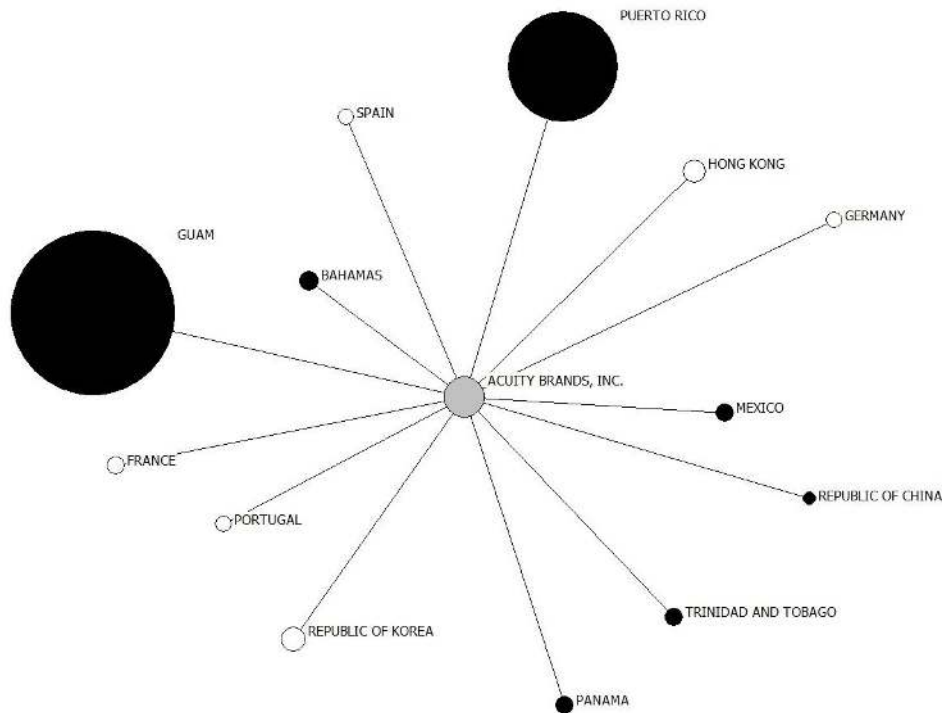 PUERTO RICO
SPAIN
HONG KONG
GERMANY
GUAM
BAHAMAS
ACUITY BRANDS, INC.
MEXICO
FRANCE
REPUBLIC OF CHINA
PORTUGAL
TRINIDAD AND TOBAGO
REPUBLIC OF KOREA
PANAMA